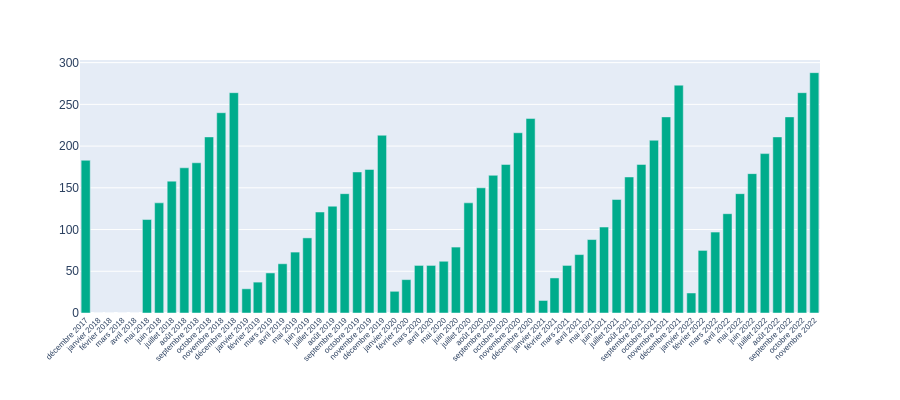 300
250
200
150
100
50
0
décembre 2017
janvier 2018
février 2018
mars 2018
avril 2018
mai 2018
juin 2018
juillet 2018
août 2018
septembre 2018
octobre 2018
novembre 2018
décembre 2018
janvier 2019
février 2019
mars 2019
avril 2019
mai 2019
juin 2019
juillet 2019
août 2019
septembre 2019
octobre 2019
novembre 2019
décembre 2019
janvier 2020
février 2020
mars 2020
avril 2020
mai 2020
juin 2020
juillet 2020
août 2020
septembre 2020
octobre 2020
novembre 2020
décembre 2020
janvier 2021
février 2021
mars 2021
avril 2021
mai 2021
juin 2021
juillet 2021
août 2021
septembre 2021
octobre 2021
novembre 2021
décembre 2021
janvier 2022
février 2022
mars 2022
avril 2022
mai 2022
juin 2022
juillet 2022
août 2022
septembre 2022
octobre 2022
novembre 2022